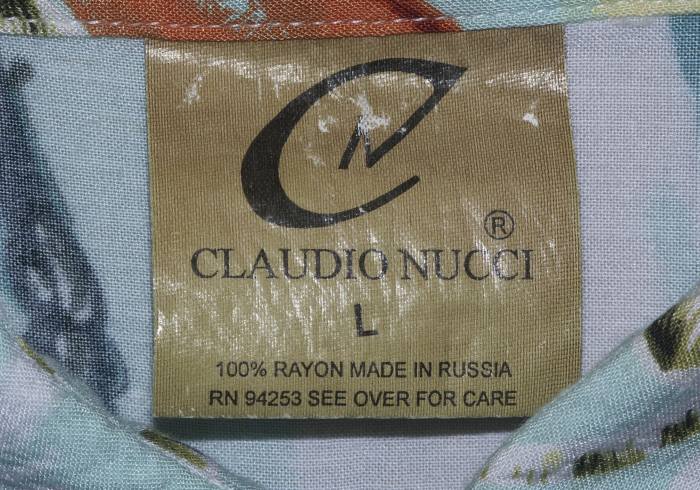 CN
®
CLAUDIO NUCCI
L
100% RAYON MADE IN RUSSIA
RN 94253 SEE OVER FOR CARE